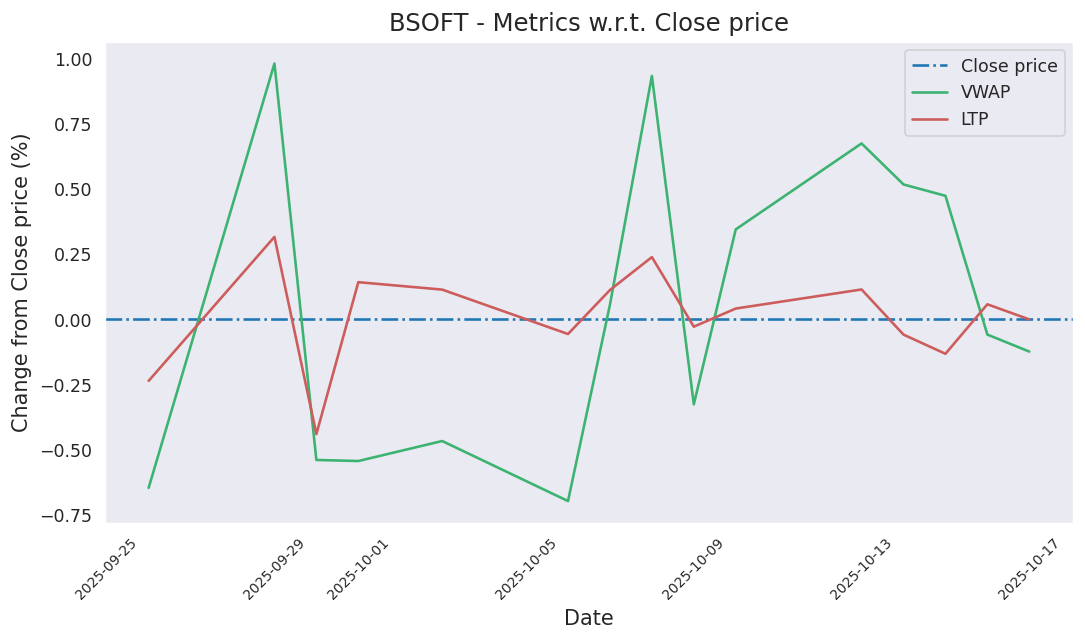 BSOFT - Metrics w.r.t. Close price
Change from Close price (%)
1.00
0.75
0.50
0.25
0.00
−0.25
−0.50
−0.75
Close price
VWAP
LTP
2025-09-25
2025-09-29
2025-10-01
2025-10-05
2025-10-09
2025-10-13
2025-10-17
Date